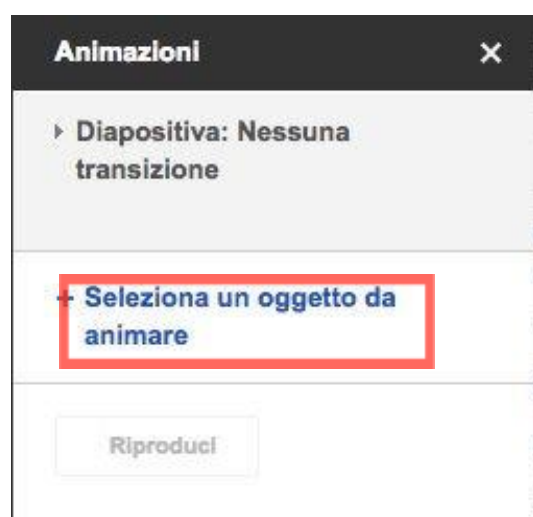 Animazioni ×
Diapositiva: Nessuna
transizione
+ Seleziona un oggetto da
animare
Riproduci